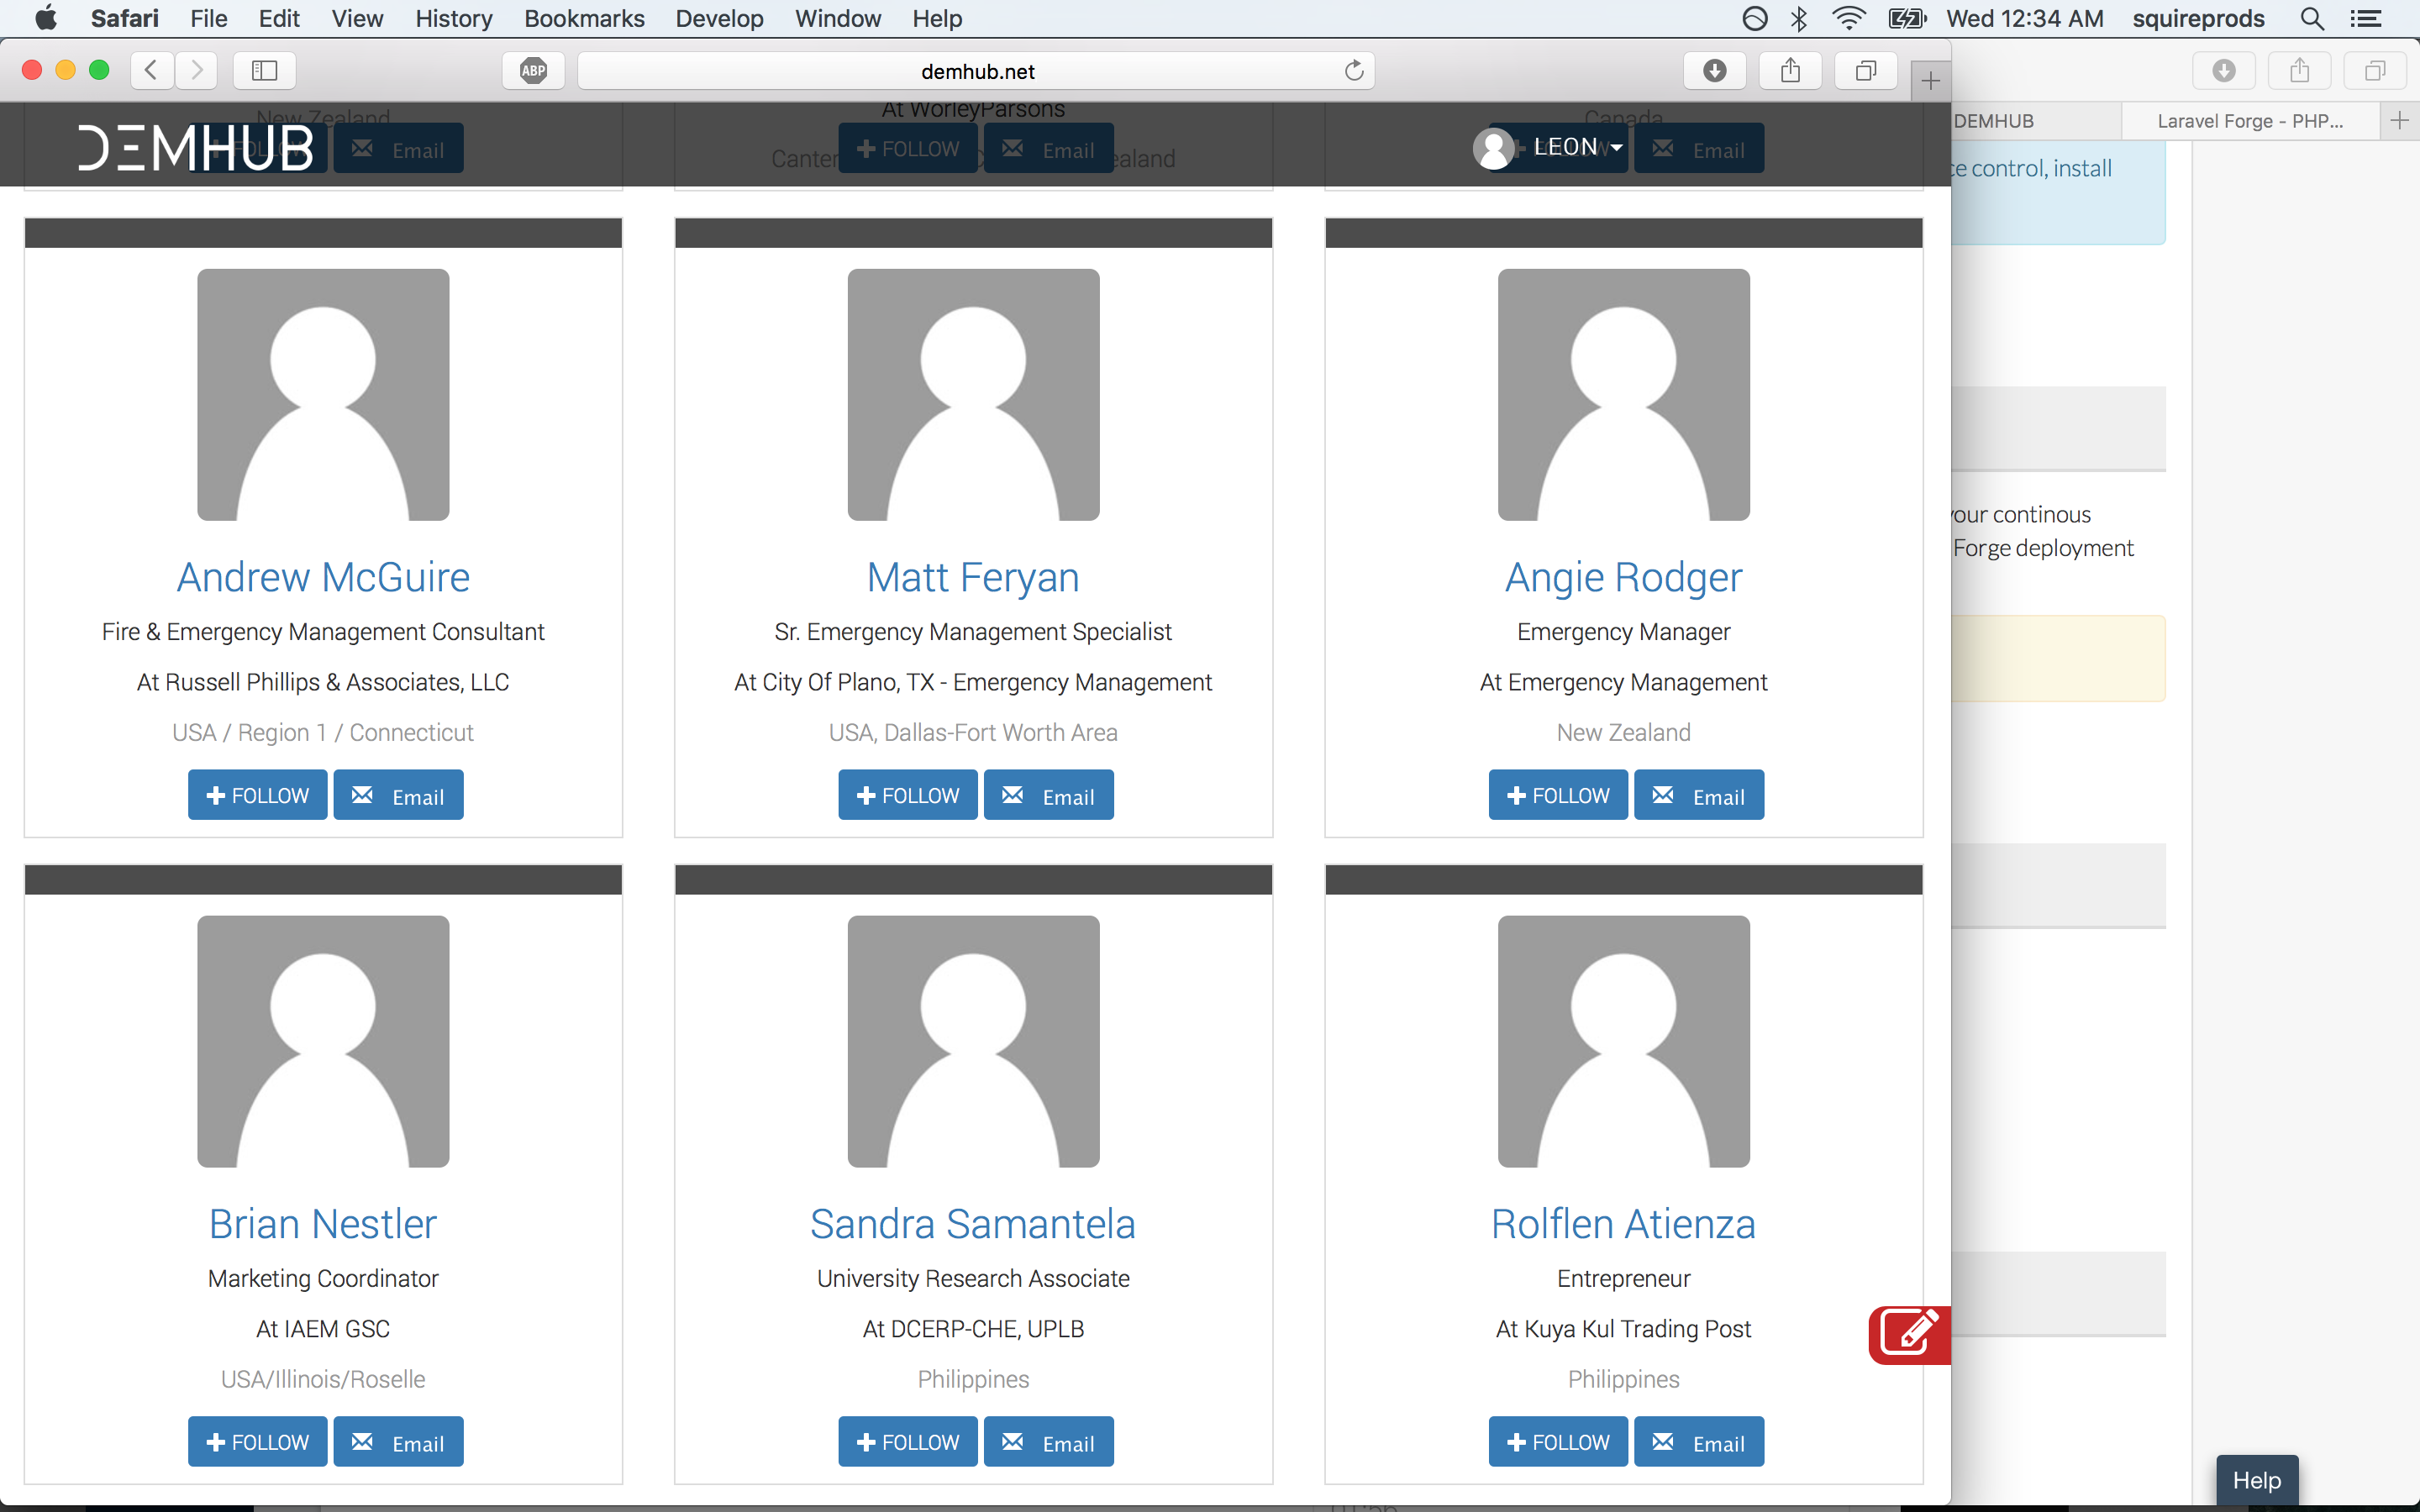 Safari File Edit View History Bookmarks Develop Window Help Wed 12:34 AM squireprods
ABP demhub.net
DEMHUB Laravel Forge - PHP...
New Zealand At WorleyParsons Canada
DEMHUB FOLLOW Email FOLLOW Email LEON FOLLOW Email
ce control, install
Andrew McGuire
Fire & Emergency Management Consultant
At Russell Phillips & Associates, LLC
USA / Region 1 / Connecticut
FOLLOW Email
Matt Feryan
Sr. Emergency Management Specialist
At City Of Plano, TX - Emergency Management
USA, Dallas-Fort Worth Area
FOLLOW Email
Angie Rodger
Emergency Manager
At Emergency Management
New Zealand
FOLLOW Email
your continous
Forge deployment
Brian Nestler
Marketing Coordinator
At IAEM GSC
USA/Illinois/Roselle
FOLLOW Email
Sandra Samantela
University Research Associate
At DCERP-CHE, UPLB
Philippines
FOLLOW Email
Rolflen Atienza
Entrepreneur
At Kuya Kul Trading Post
Philippines
FOLLOW Email
Help